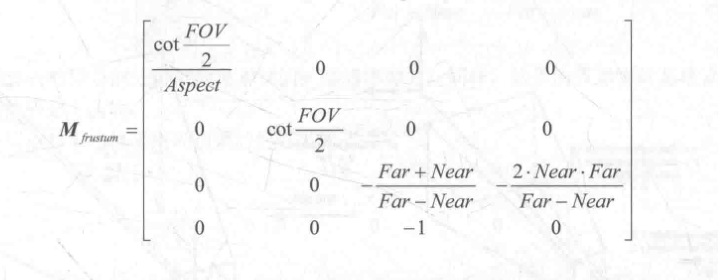 M_frustum =
cot FOV/2 / Aspect 0 0 0
0 cot FOV/2 0 0
0 0 - Far + Near / Far - Near - 2 · Near · Far / Far - Near
0 0 -1 0